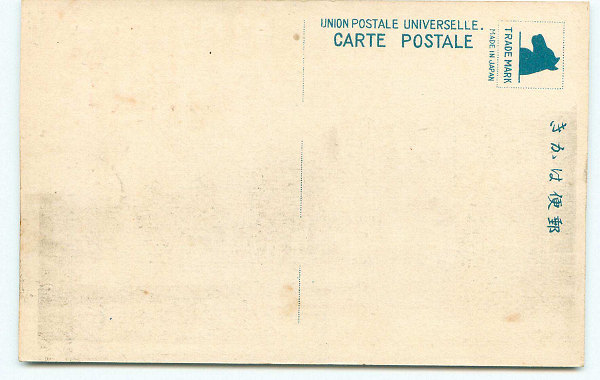 UNION POSTALE UNIVERSELLE.
CARTE POSTALE
TRADE MARK
MADE IN JAPAN
きかは便郵